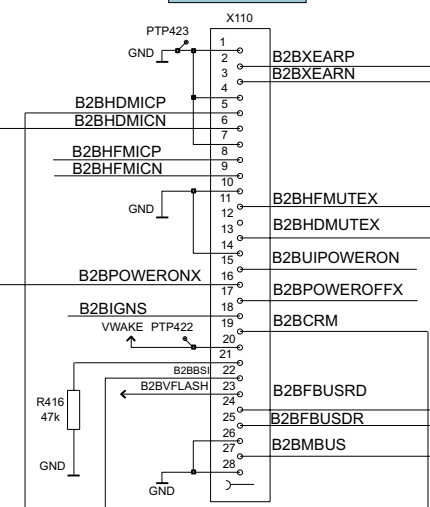 X110
PTP423
GND
1
2
3
4
5
6
7
8
9
10
11
12
13
14
15
16
17
18
19
20
21
22
23
24
25
26
27
28
B2BXEARP
B2BXEARN
B2BHDMICP
B2BHDMICN
B2BHFMICP
B2BHFMICN
GND
B2BHFMUTEX
B2BHDMUTEX
B2BUIPOWERON
B2BPOWERONX
B2BPOWEROFFX
B2BIGNS
B2BCRM
VWAKE PTP422
B2BBSI
B2BVFLASH
R416
47k
B2BFBUSRD
B2BFBUSDR
B2BMBUS
GND
GND